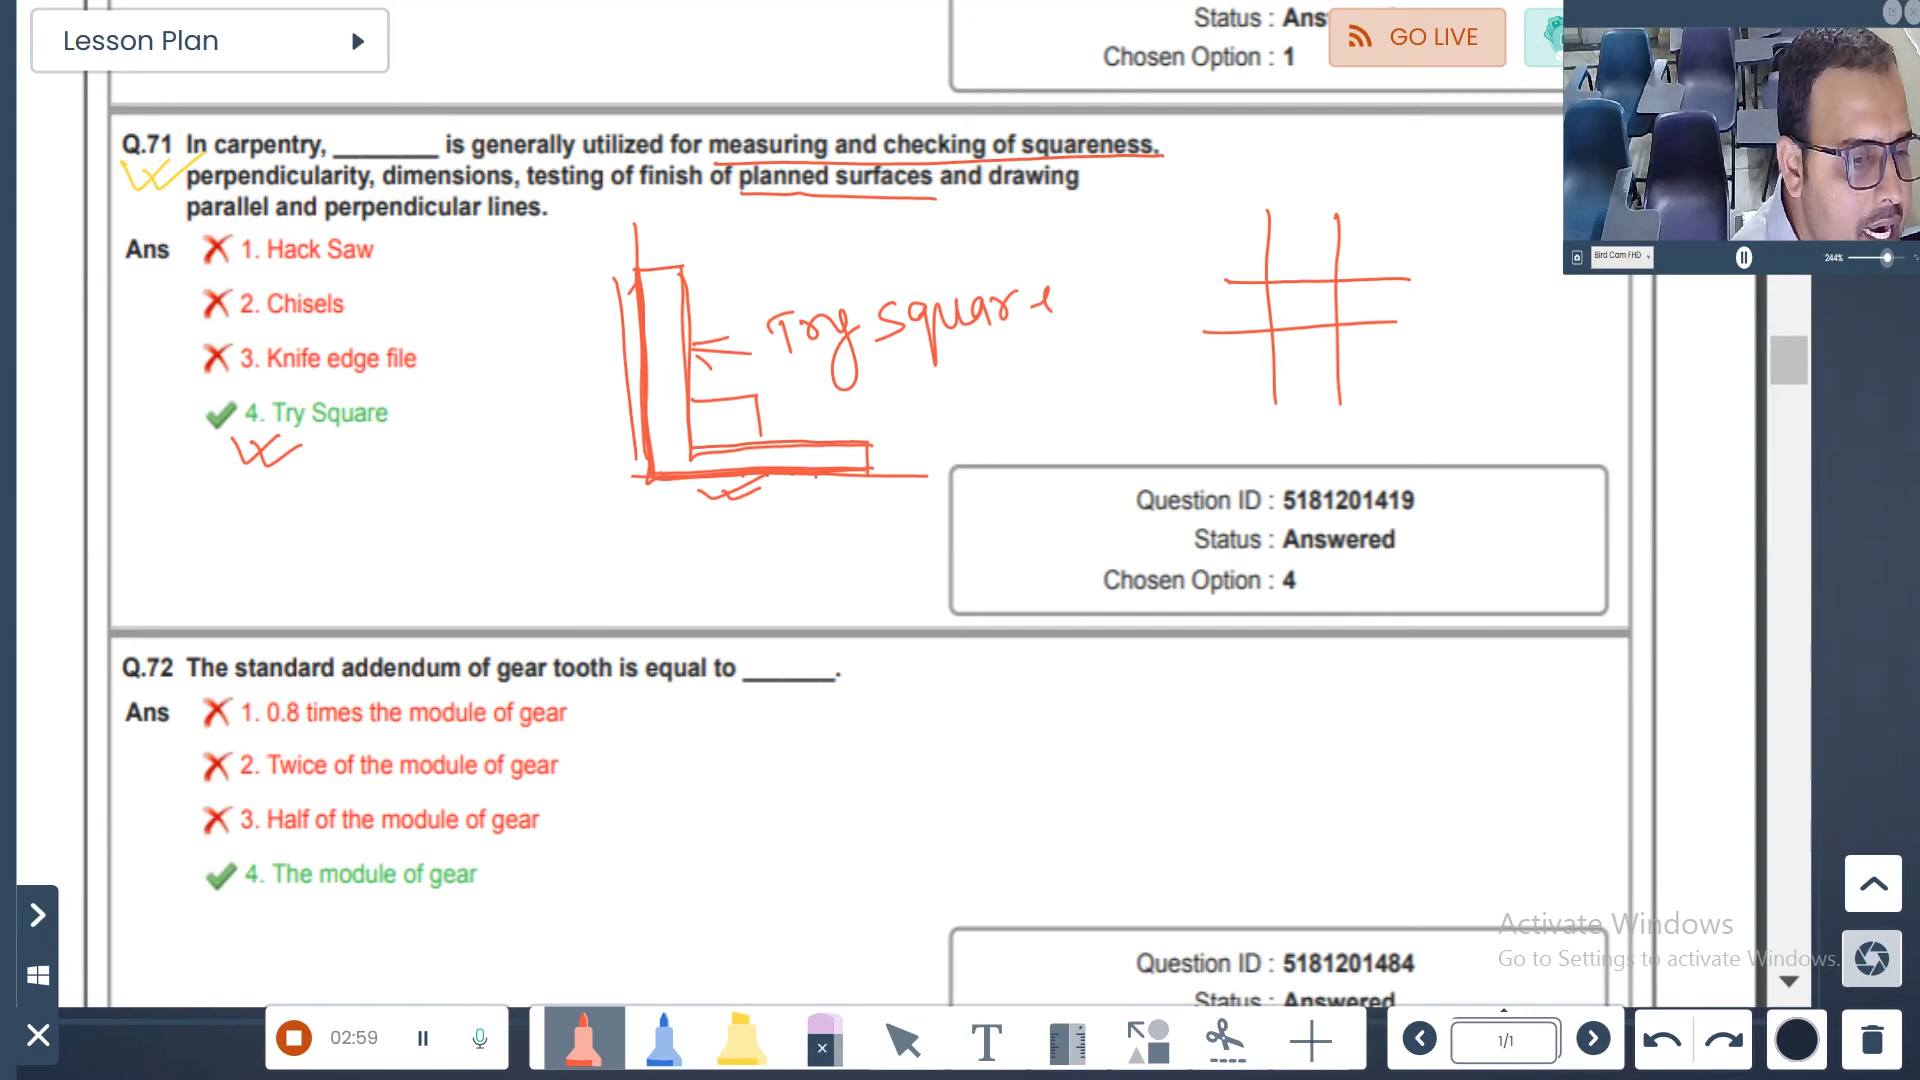 Lesson Plan
Status : Ans
GO LIVE
Chosen Option : 1
Q.71 In carpentry, ________ is generally utilized for measuring and checking of squareness,
perpendicularity, dimensions, testing of finish of planned surfaces and drawing
parallel and perpendicular lines.
Ans 1. Hack Saw
2. Chisels
3. Knife edge file
4. Try Square
Try square
Bird Cam FHD
244%
Question ID : 5181201419
Status : Answered
Chosen Option : 4
Q.72 The standard addendum of gear tooth is equal to _______.
Ans 1. 0.8 times the module of gear
2. Twice of the module of gear
3. Half of the module of gear
4. The module of gear
Question ID : 5181201484
Status : Answered
Activate Windows
Go to Settings to activate Windows.
02:59
T
1/1